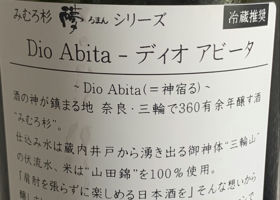 みむろ杉 夢 ろまん シリーズ
冷蔵推奨
Dio Abita - ディオ アビータ
~ Dio Abita(=神宿る) ~
酒の神が鎮まる地 奈良・三輪で360有余年醸す酒
“みむろ杉”。
仕込み水は蔵内井戸から湧き出る御神体“三輪山”
の伏流水、米は“山田錦”を100%使用。
「肩肘を張らずに楽しめる日本酒を」そんな想いから